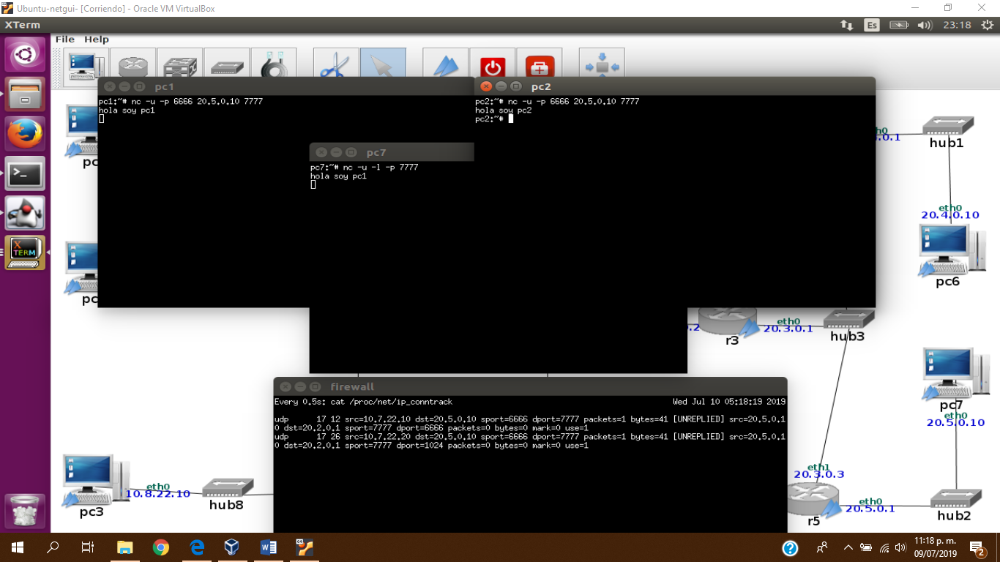 Ubuntu-netgui- [Corriendo] - Oracle VM VirtualBox
XTerm
Es
23:18
File Help
pc1
pc1:~# nc -u -p 6666 20.5.0.10 7777
hola soy pc1
pc2
pc2:~# nc -u -p 6666 20.5.0.10 7777
hola soy pc2
pc2:~#
pc7
pc7:~# nc -u -l -p 7777
hola soy pc1
hub1
eth0
20.4.0.10
pc6
pc
pc
r3
eth0
20.3.0.1
hub3
pc7
eth0
20.5.0.10
firewall
Every 0.5s: cat /proc/net/ip_conntrack Wed Jul 10 05:18:19 2019
udp 17 12 src=10.7.22.10 dst=20.5.0.10 sport=6666 dport=7777 packets=1 bytes=41 [UNREPLIED] src=20.5.0.1
0 dst=20.2.0.1 sport=7777 dport=6666 packets=0 bytes=0 mark=0 use=1
udp 17 26 src=10.7.22.20 dst=20.5.0.10 sport=6666 dport=7777 packets=1 bytes=41 [UNREPLIED] src=20.5.0.1
0 dst=20.2.0.1 sport=7777 dport=1024 packets=0 bytes=0 mark=0 use=1
eth0
10.8.22.10
pc3
hub8
eth1
20.3.0.3
r5
eth0
20.5.0.1
hub2
X TERM
11:18 p. m.
09/07/2019
2